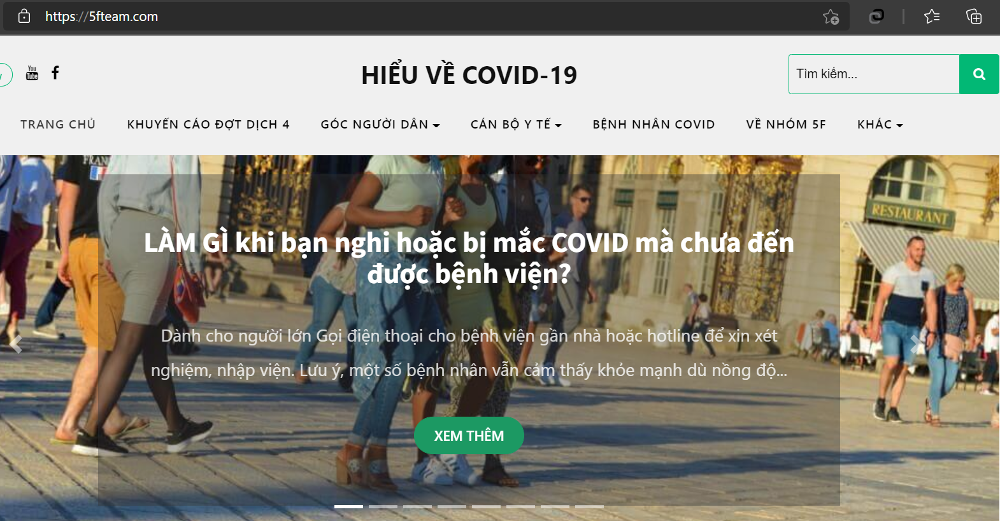 https://5fteam.com
You
Tube
HIỂU VỀ COVID-19
Tìm kiếm...
TRANG CHỦ KHUYẾN CÁO ĐỢT DỊCH 4 GÓC NGƯỜI DÂN CÁN BỘ Y TẾ BỆNH NHÂN COVID VỀ NHÓM 5F KHÁC
RESTAURANT
LÀM GÌ khi bạn nghi hoặc bị mắc COVID mà chưa đến
được bệnh viện?
Dành cho người lớn Gọi điện thoại cho bệnh viện gần nhà hoặc hotline để xin xét
nghiệm, nhập viện. Lưu ý, một số bệnh nhân vẫn cảm thấy khỏe mạnh dù nồng độ...
XEM THÊM